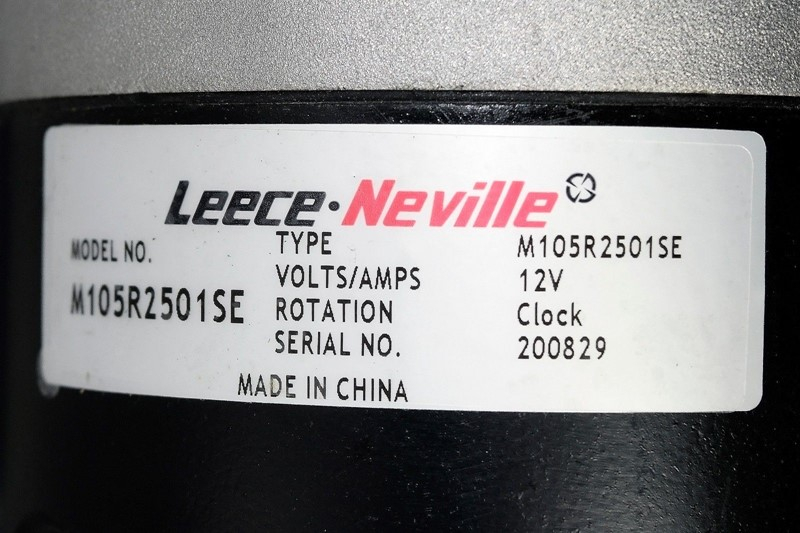 Leece·Neville
MODEL NO.
M105R2501SE
TYPE M105R2501SE
VOLTS/AMPS 12V
ROTATION Clock
SERIAL NO. 200829
MADE IN CHINA